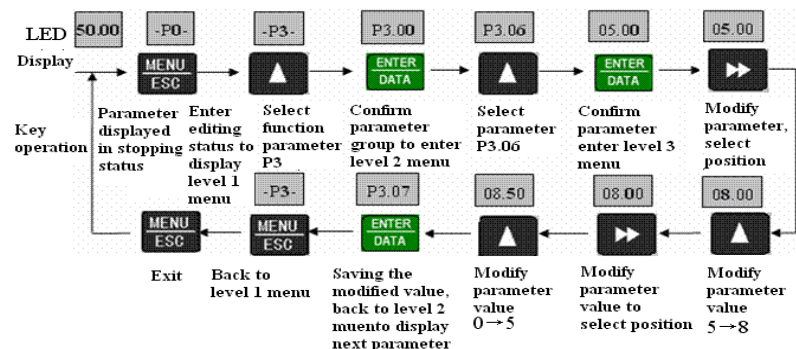 LED
Display
50.00
-P0-
-P3-
P3.00
P3.06
05.00
05.00
MENU
ESC
ENTER
DATA
ENTER
DATA
Key
operation
Parameter
displayed
in stopping
status
Enter
editing
status to
display
level 1
menu
Select
function
parameter
P3
Confirm
parameter
group to enter
level 2 menu
Select
parameter
P3.06
Confirm
parameter
enter level 3
menu
Modify
parameter,
select
position
-P3-
P3.07
08.50
08.00
08.00
MENU
ESC
MENU
ESC
ENTER
DATA
Exit
Back to
level 1 menu
Saving the
modified value,
back to level 2
muento display
next parameter
Modify
parameter
value
0→5
Modify
parameter
value to
select position
Modify
parameter
value
5→8